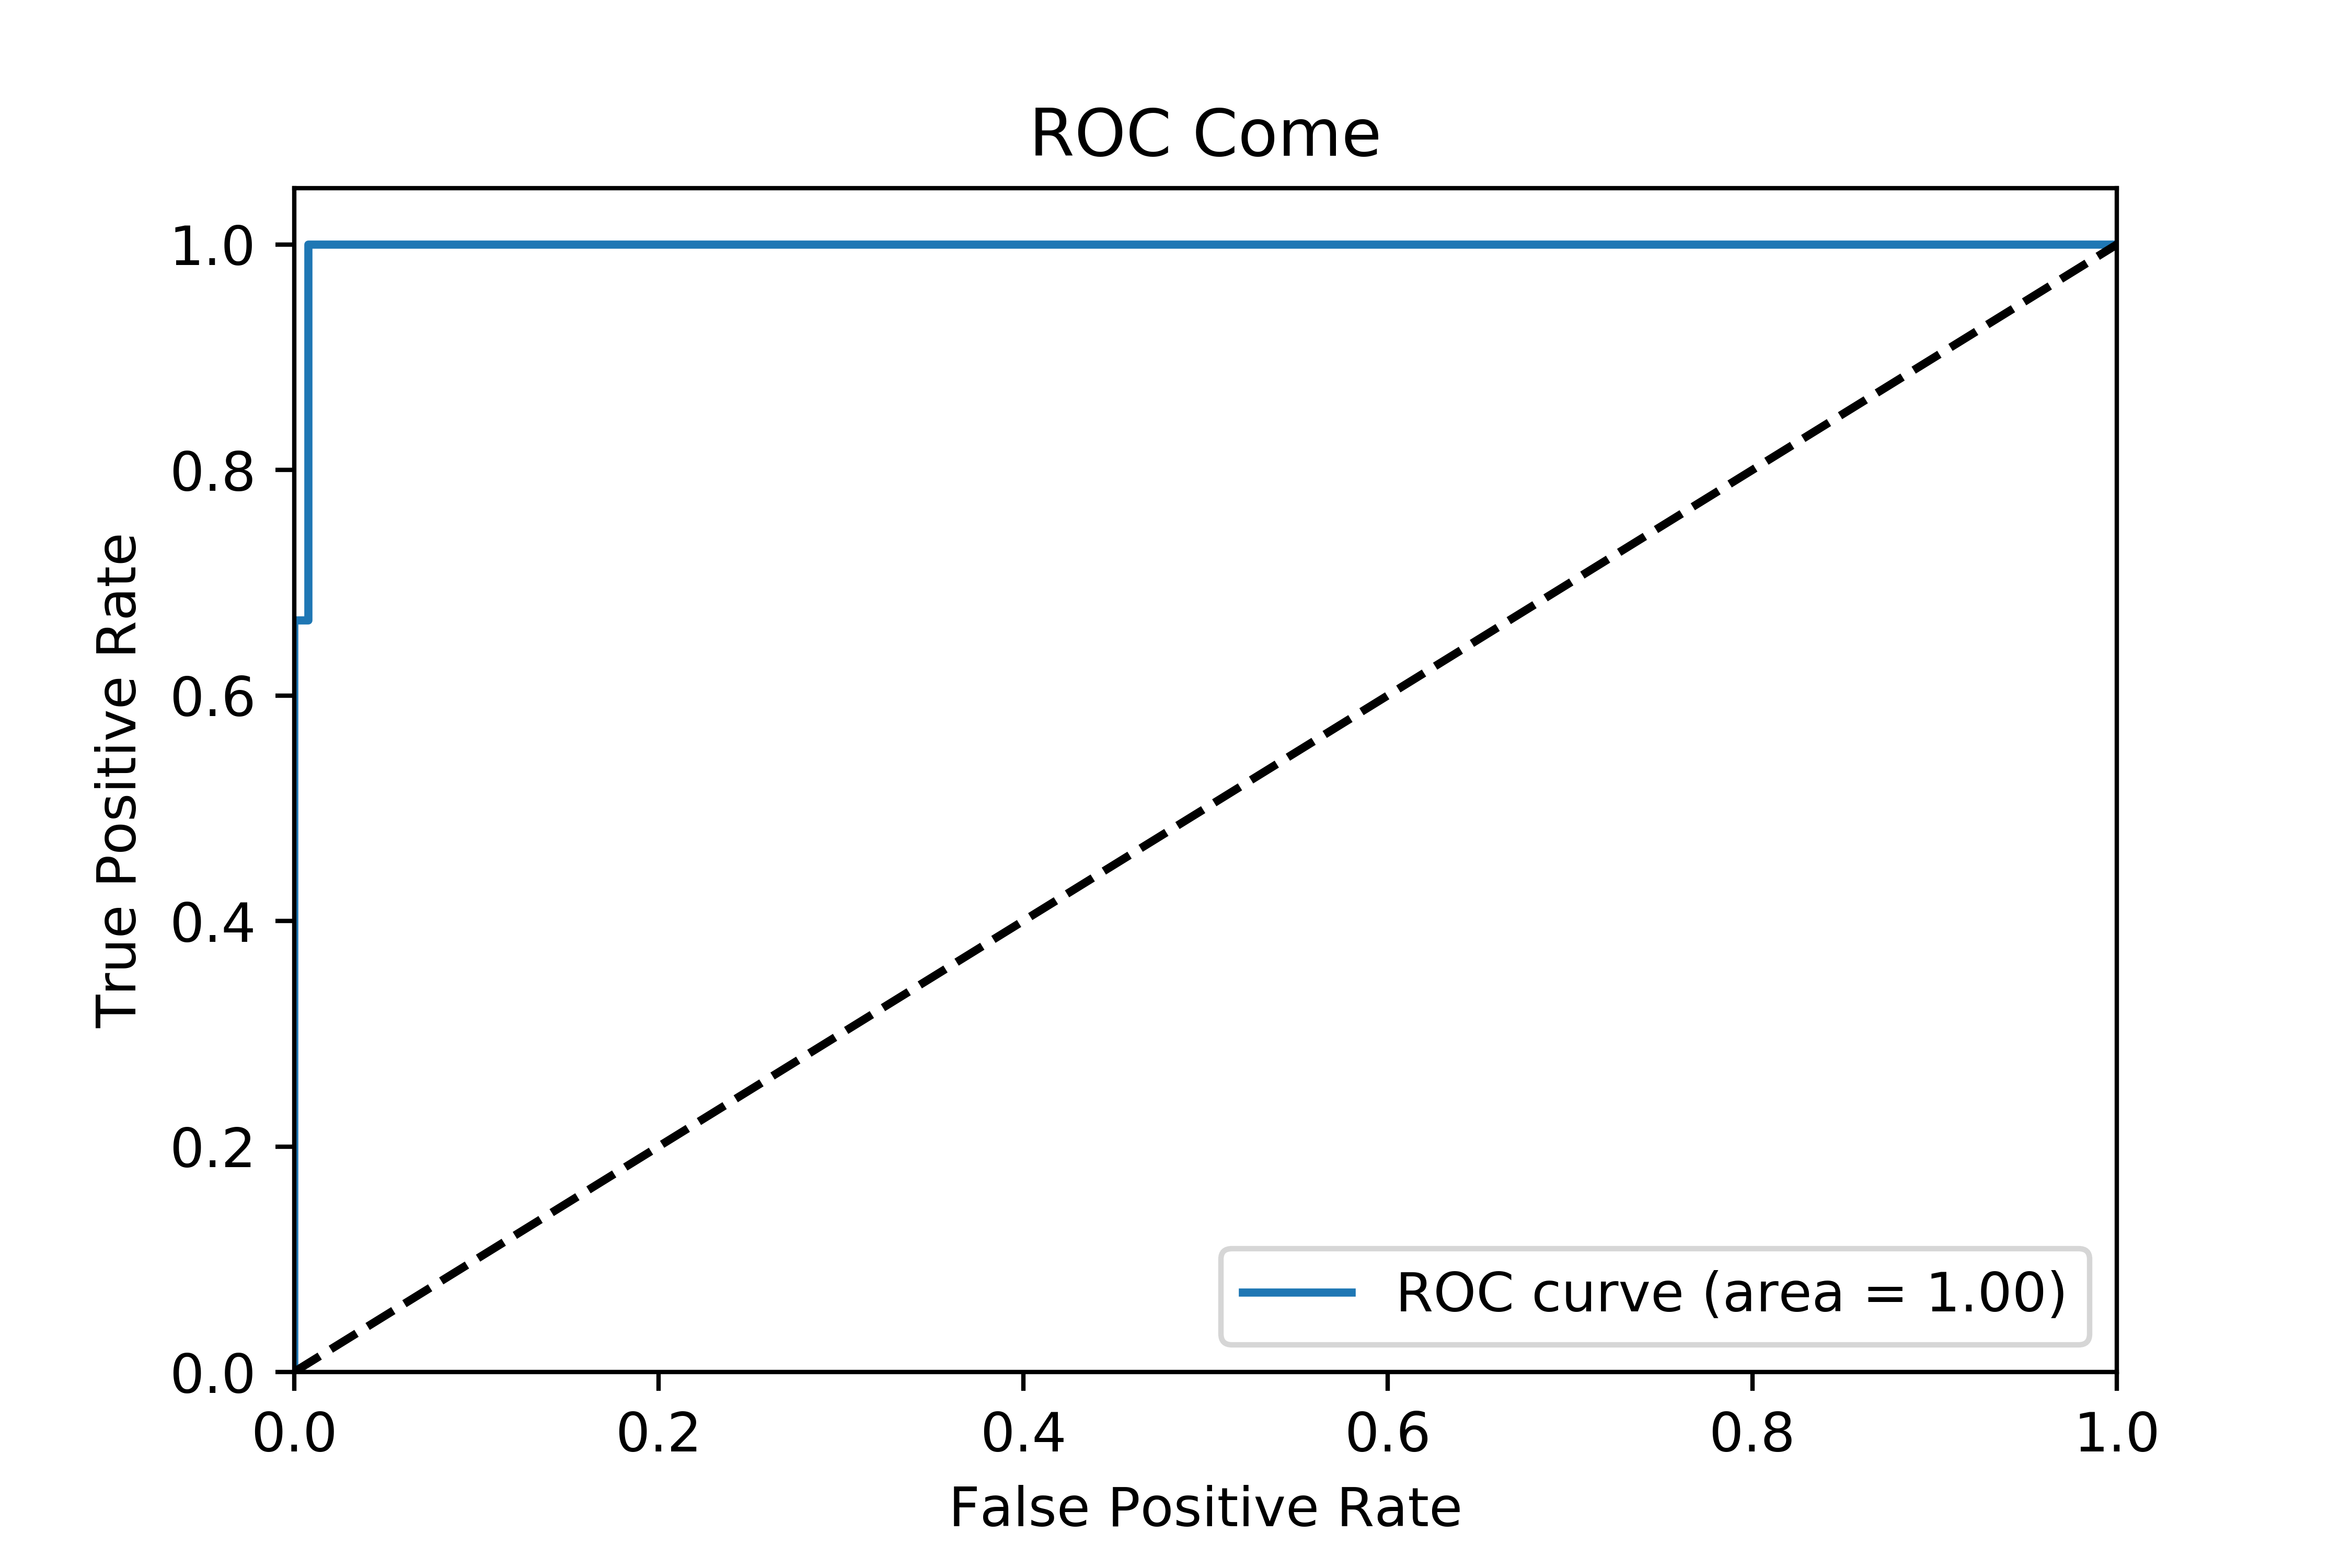 ROC Come
1.0
0.8
0.6
0.4
0.2
0.0
True Positive Rate
ROC curve (area = 1.00)
0.0 0.2 0.4 0.6 0.8 1.0
False Positive Rate